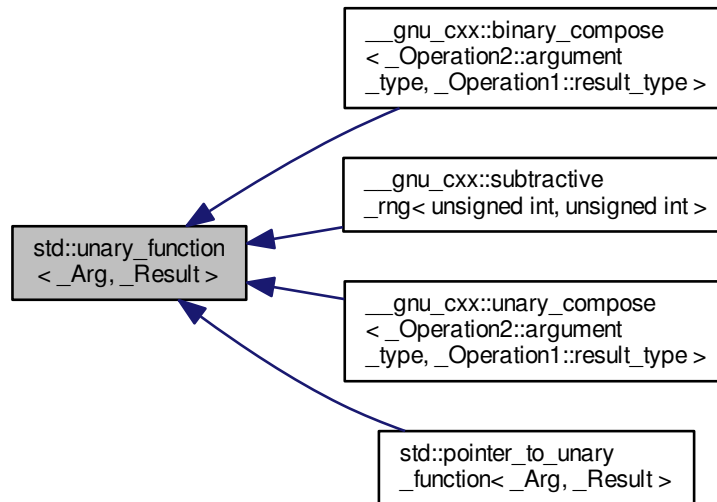 __gnu_cxx::binary_compose
< _Operation2::argument
_type, _Operation1::result_type >
__gnu_cxx::subtractive
_rng< unsigned int, unsigned int >
std::unary_function
< _Arg, _Result >
__gnu_cxx::unary_compose
< _Operation2::argument
_type, _Operation1::result_type >
std::pointer_to_unary
_function< _Arg, _Result >